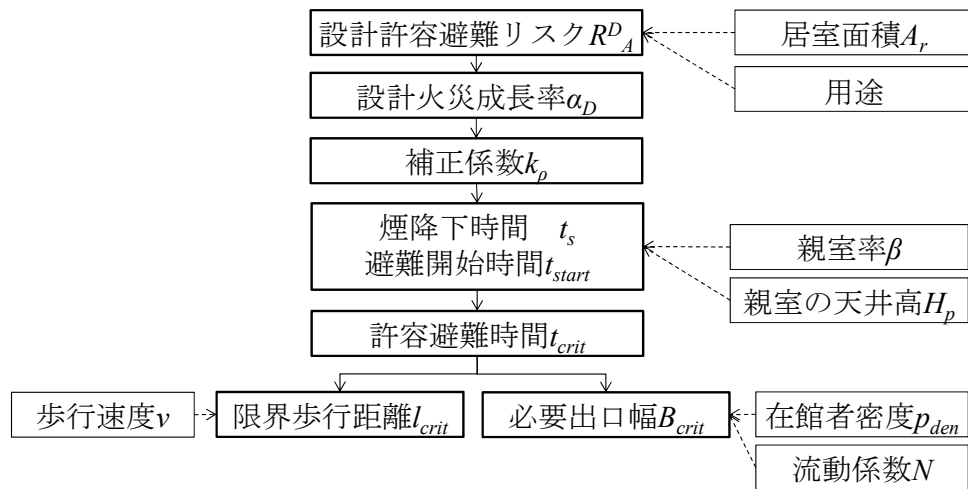 設計許容避難リスクR^D_A
居室面積A_r
用途
設計火災成長率α_D
補正係数k_ρ
煙降下時間 t_s
避難開始時間t_start
親室率β
親室の天井高H_p
許容避難時間t_crit
歩行速度v
限界歩行距離l_crit
必要出口幅B_crit
在館者密度p_den
流動係数N